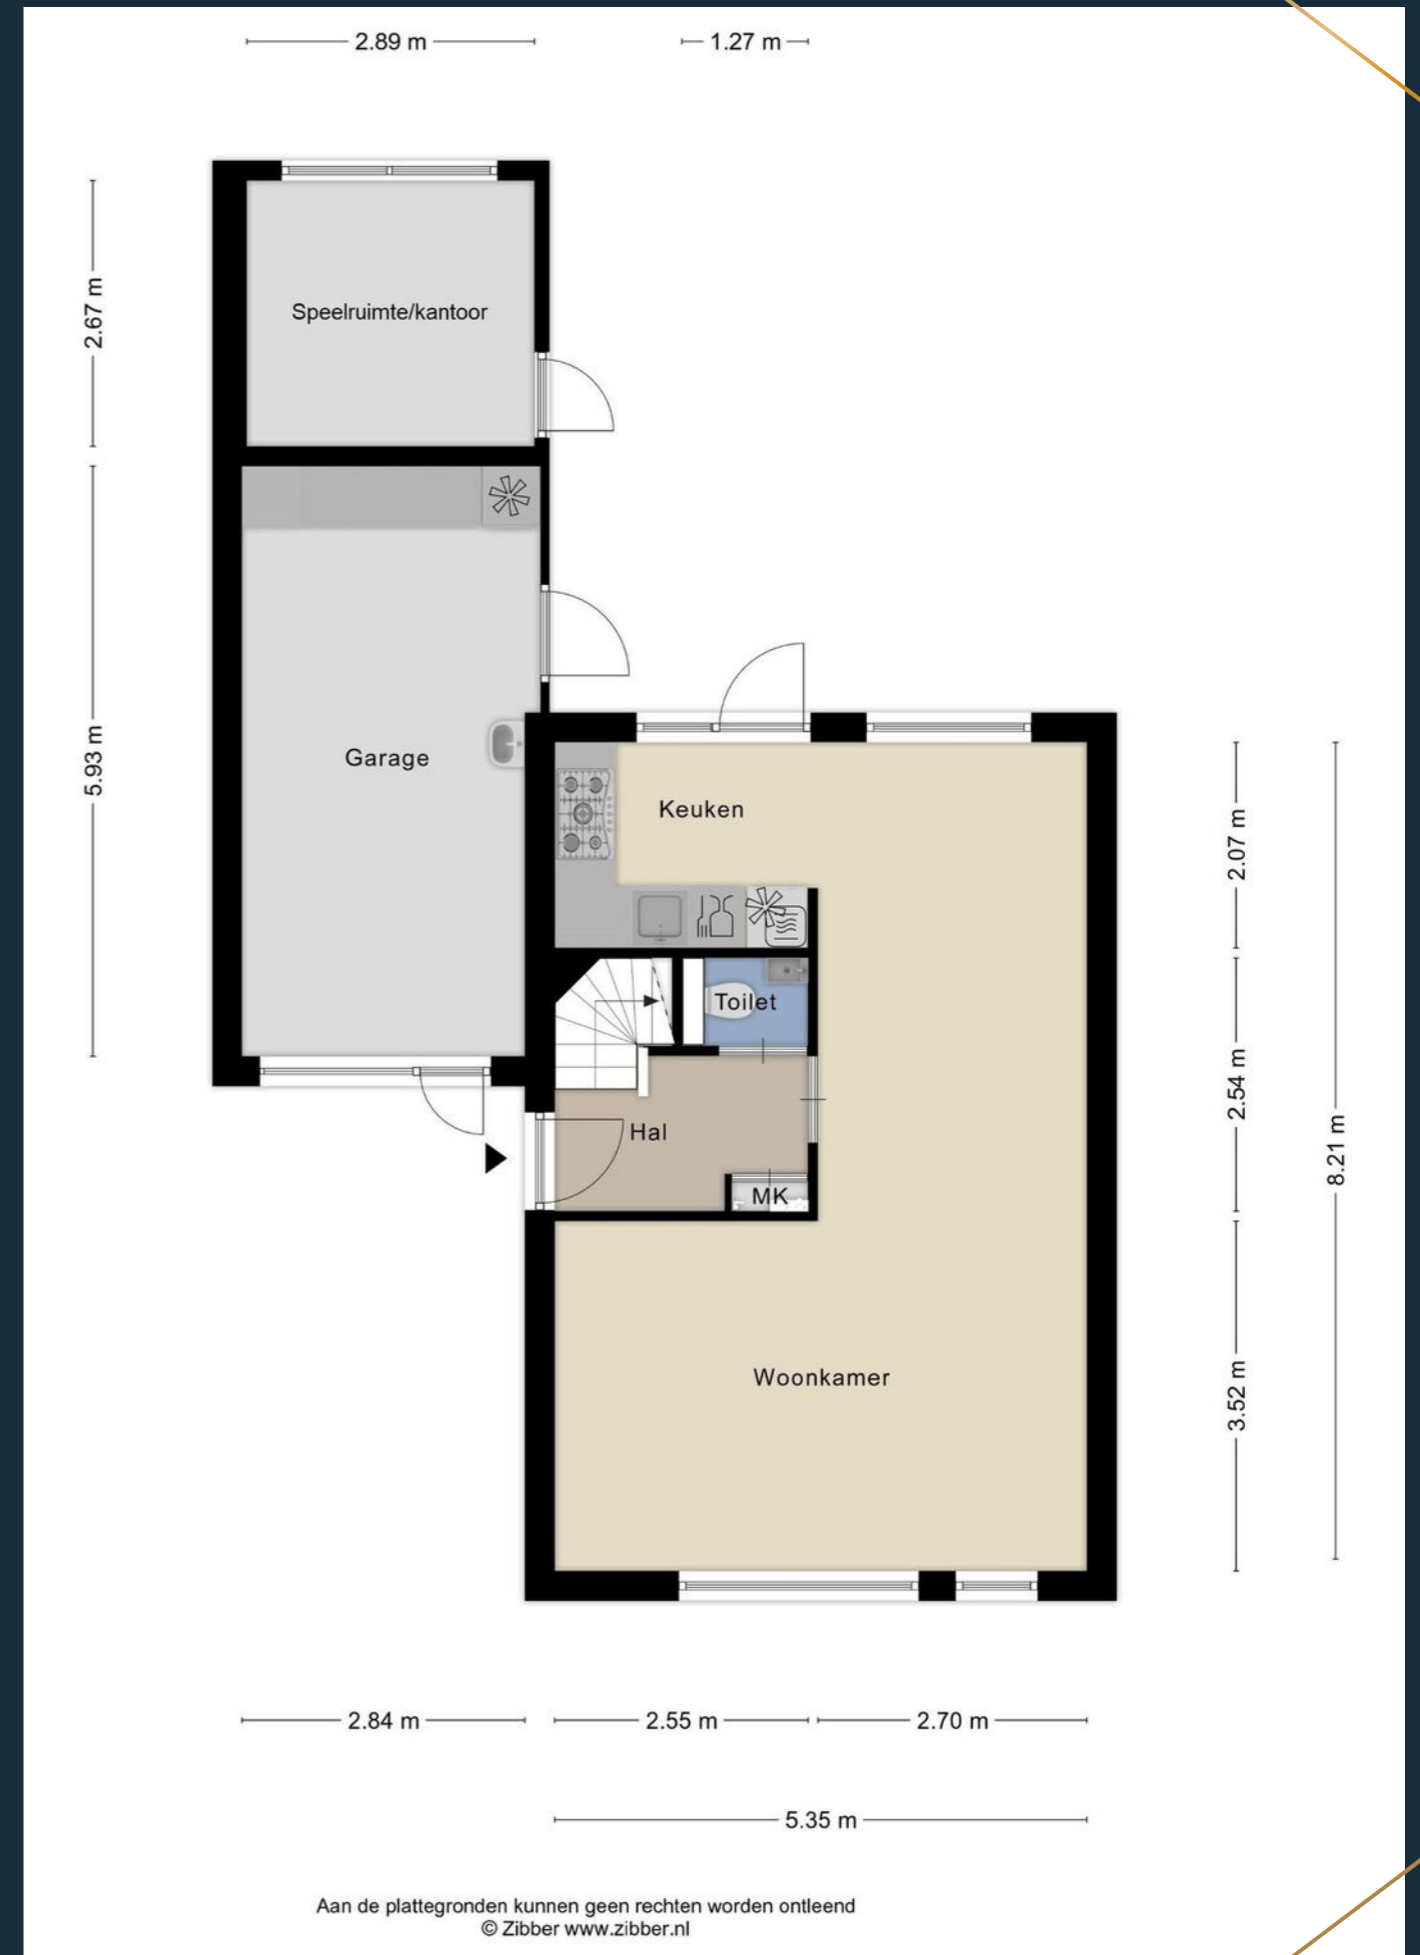 2.89 m
1.27 m
2.67 m
Speelruimte/kantoor
5.93 m
Garage
Keuken
2.07 m
Toilet
2.54 m
Hal
8.21 m
MK
Woonkamer
3.52 m
2.84 m
2.55 m
2.70 m
5.35 m
Aan de plattegronden kunnen geen rechten worden ontleend
© Zibber www.zibber.nl